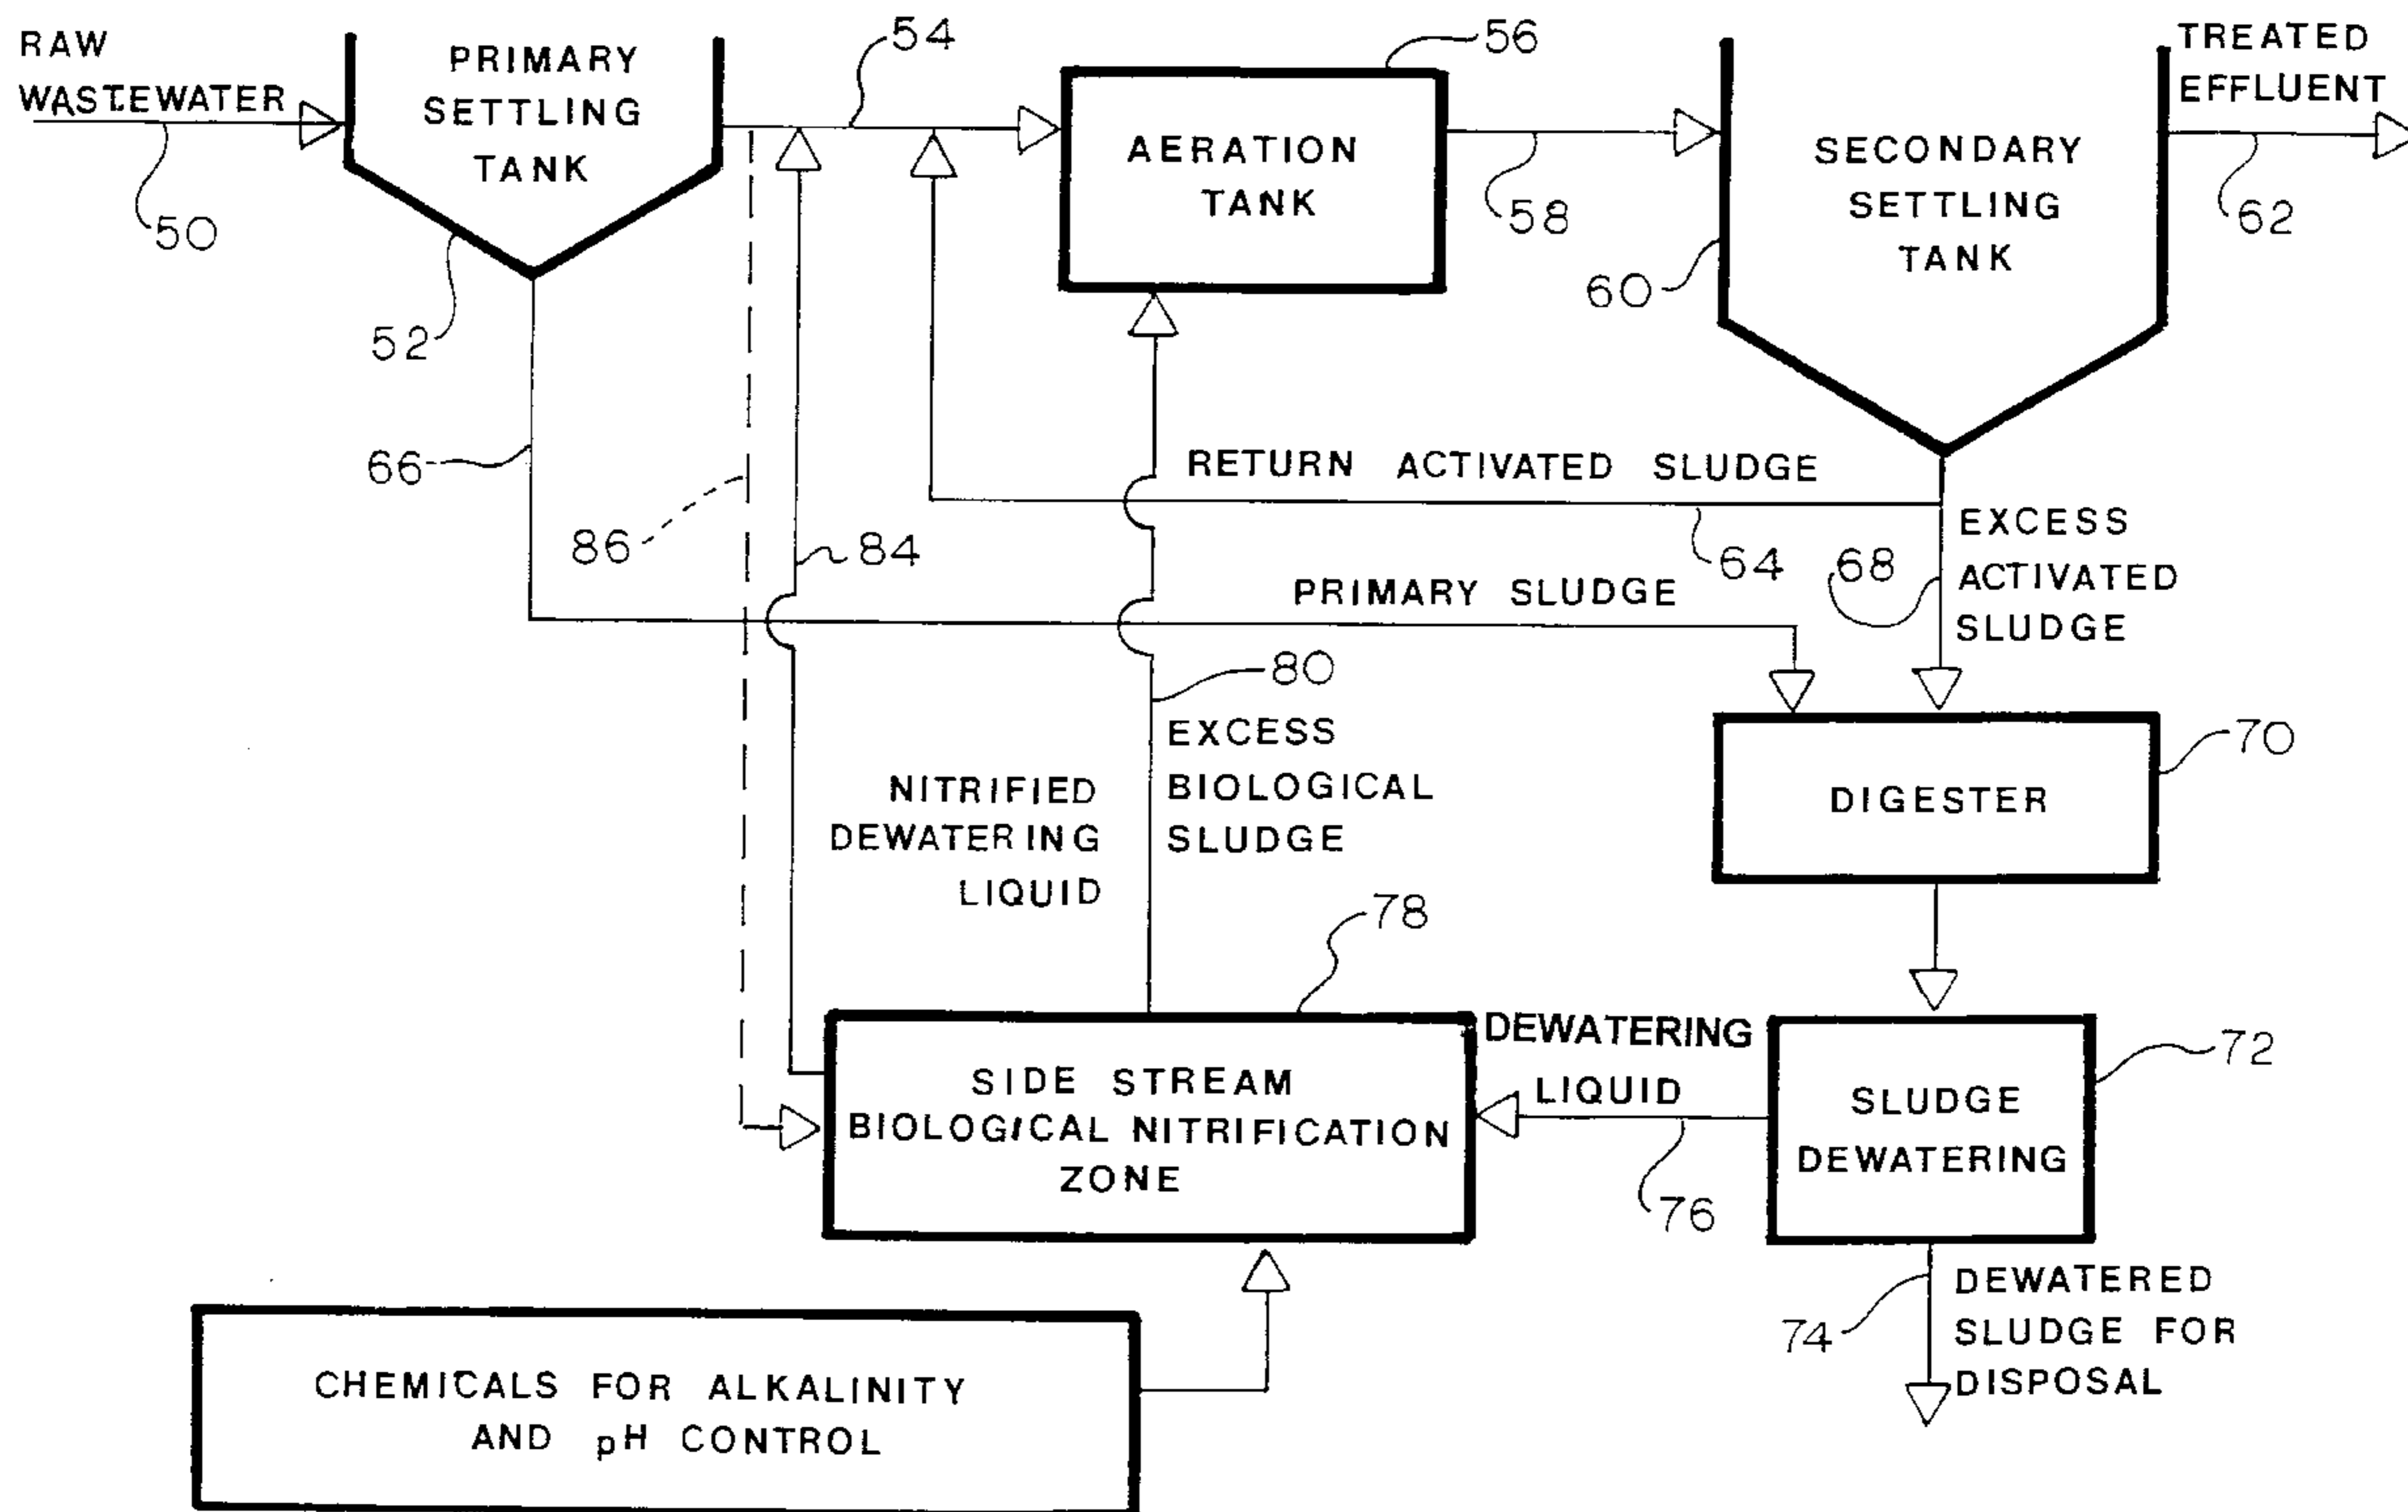 RAW
WASTEWATER
50
PRIMARY
SETTLING
TANK
52
54
56
AERATION
TANK
58
60
SECONDARY
SETTLING
TANK
TREATED
EFFLUENT
62
66
86
84
RETURN ACTIVATED SLUDGE
64
68
EXCESS
ACTIVATED
SLUDGE
PRIMARY SLUDGE
80
EXCESS
BIOLOGICAL
SLUDGE
NITRIFIED
DEWATERING
LIQUID
70
DIGESTER
78
SIDE STREAM
BIOLOGICAL NITRIFICATION
ZONE
DEWATERING
LIQUID
76
72
SLUDGE
DEWATERING
74
DEWATERED
SLUDGE FOR
DISPOSAL
CHEMICALS FOR ALKALINITY
AND pH CONTROL